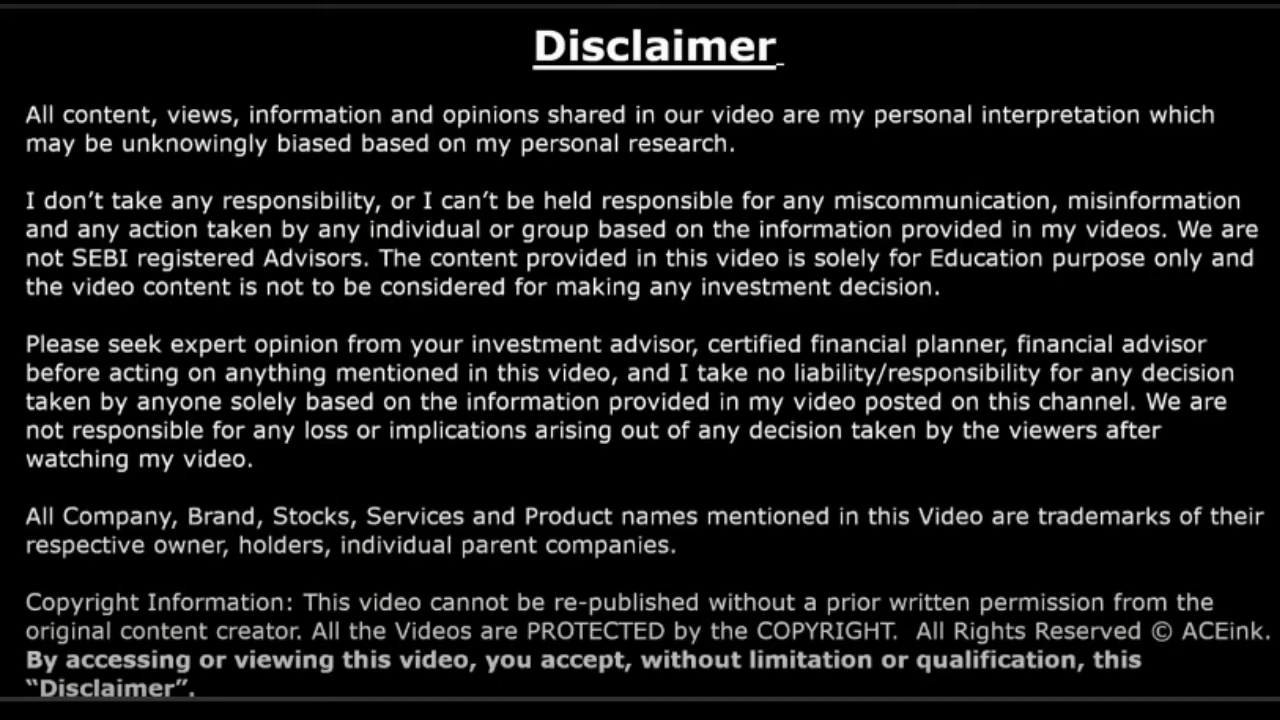 Disclaimer
All content, views, information and opinions shared in our video are my personal interpretation which
may be unknowingly biased based on my personal research.
I don’t take any responsibility, or I can’t be held responsible for any miscommunication, misinformation
and any action taken by any individual or group based on the information provided in my videos. We are
not SEBI registered Advisors. The content provided in this video is solely for Education purpose only and
the video content is not to be considered for making any investment decision.
Please seek expert opinion from your investment advisor, certified financial planner, financial advisor
before acting on anything mentioned in this video, and I take no liability/responsibility for any decision
taken by anyone solely based on the information provided in my video posted on this channel. We are
not responsible for any loss or implications arising out of any decision taken by the viewers after
watching my video.
All Company, Brand, Stocks, Services and Product names mentioned in this Video are trademarks of their
respective owner, holders, individual parent companies.
Copyright Information: This video cannot be re-published without a prior written permission from the
original content creator. All the Videos are PROTECTED by the COPYRIGHT.  All Rights Reserved © ACEink.
By accessing or viewing this video, you accept, without limitation or qualification, this
“Disclaimer”.